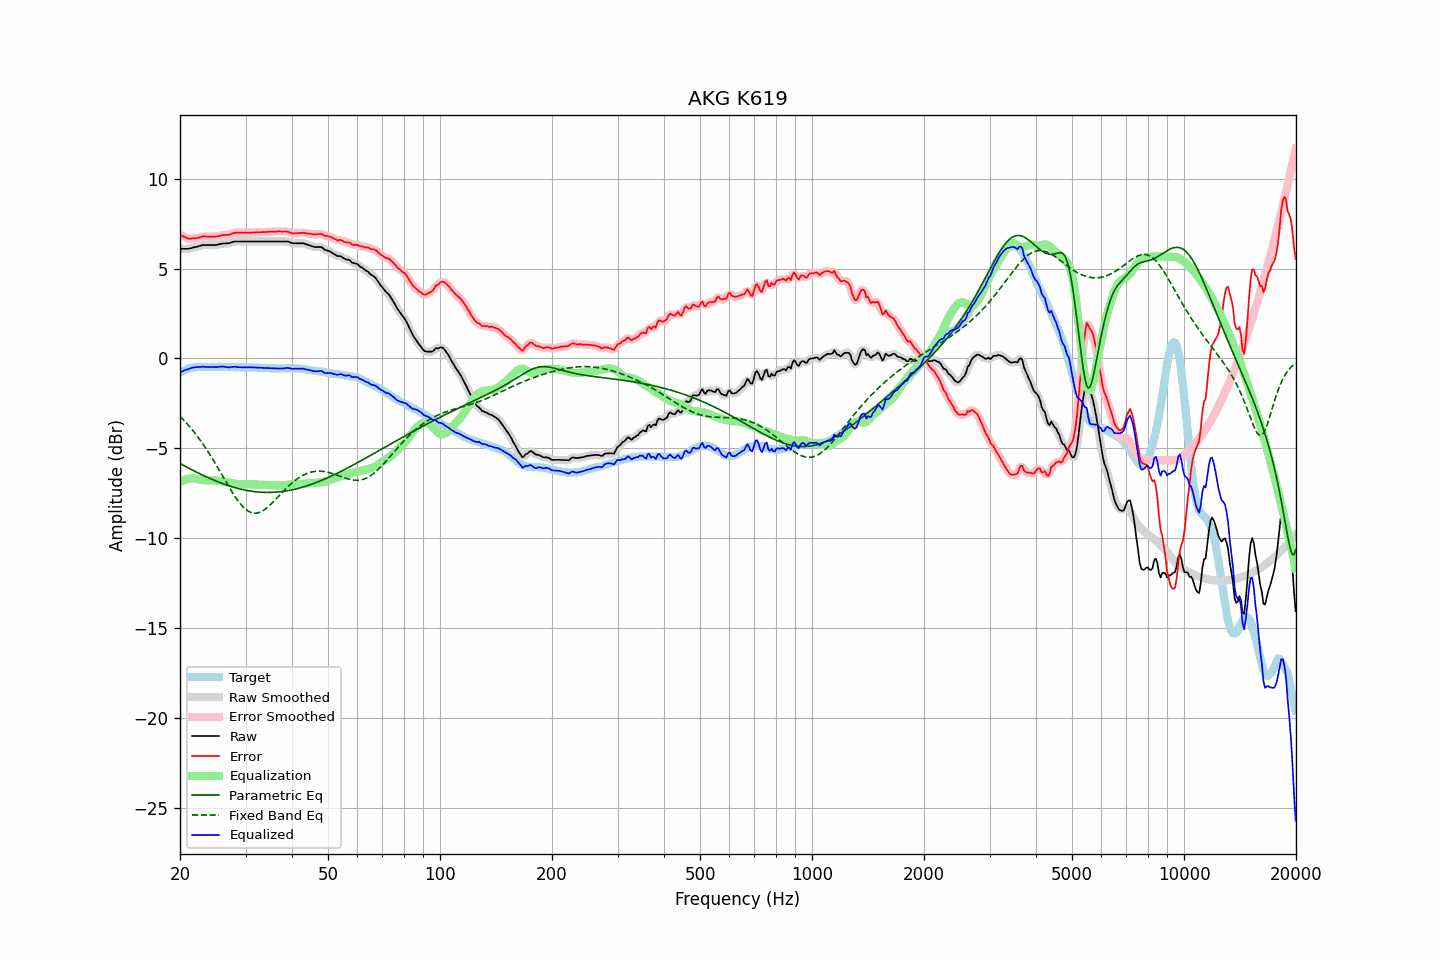 AKG K619
Amplitude (dBr)
10
5
0
−5
−10
−15
−20
−25
Target
Raw Smoothed
Error Smoothed
Raw
Error
Equalization
Parametric Eq
Fixed Band Eq
Equalized
20 50 100 200 500 1000 2000 5000 10000 20000
Frequency (Hz)